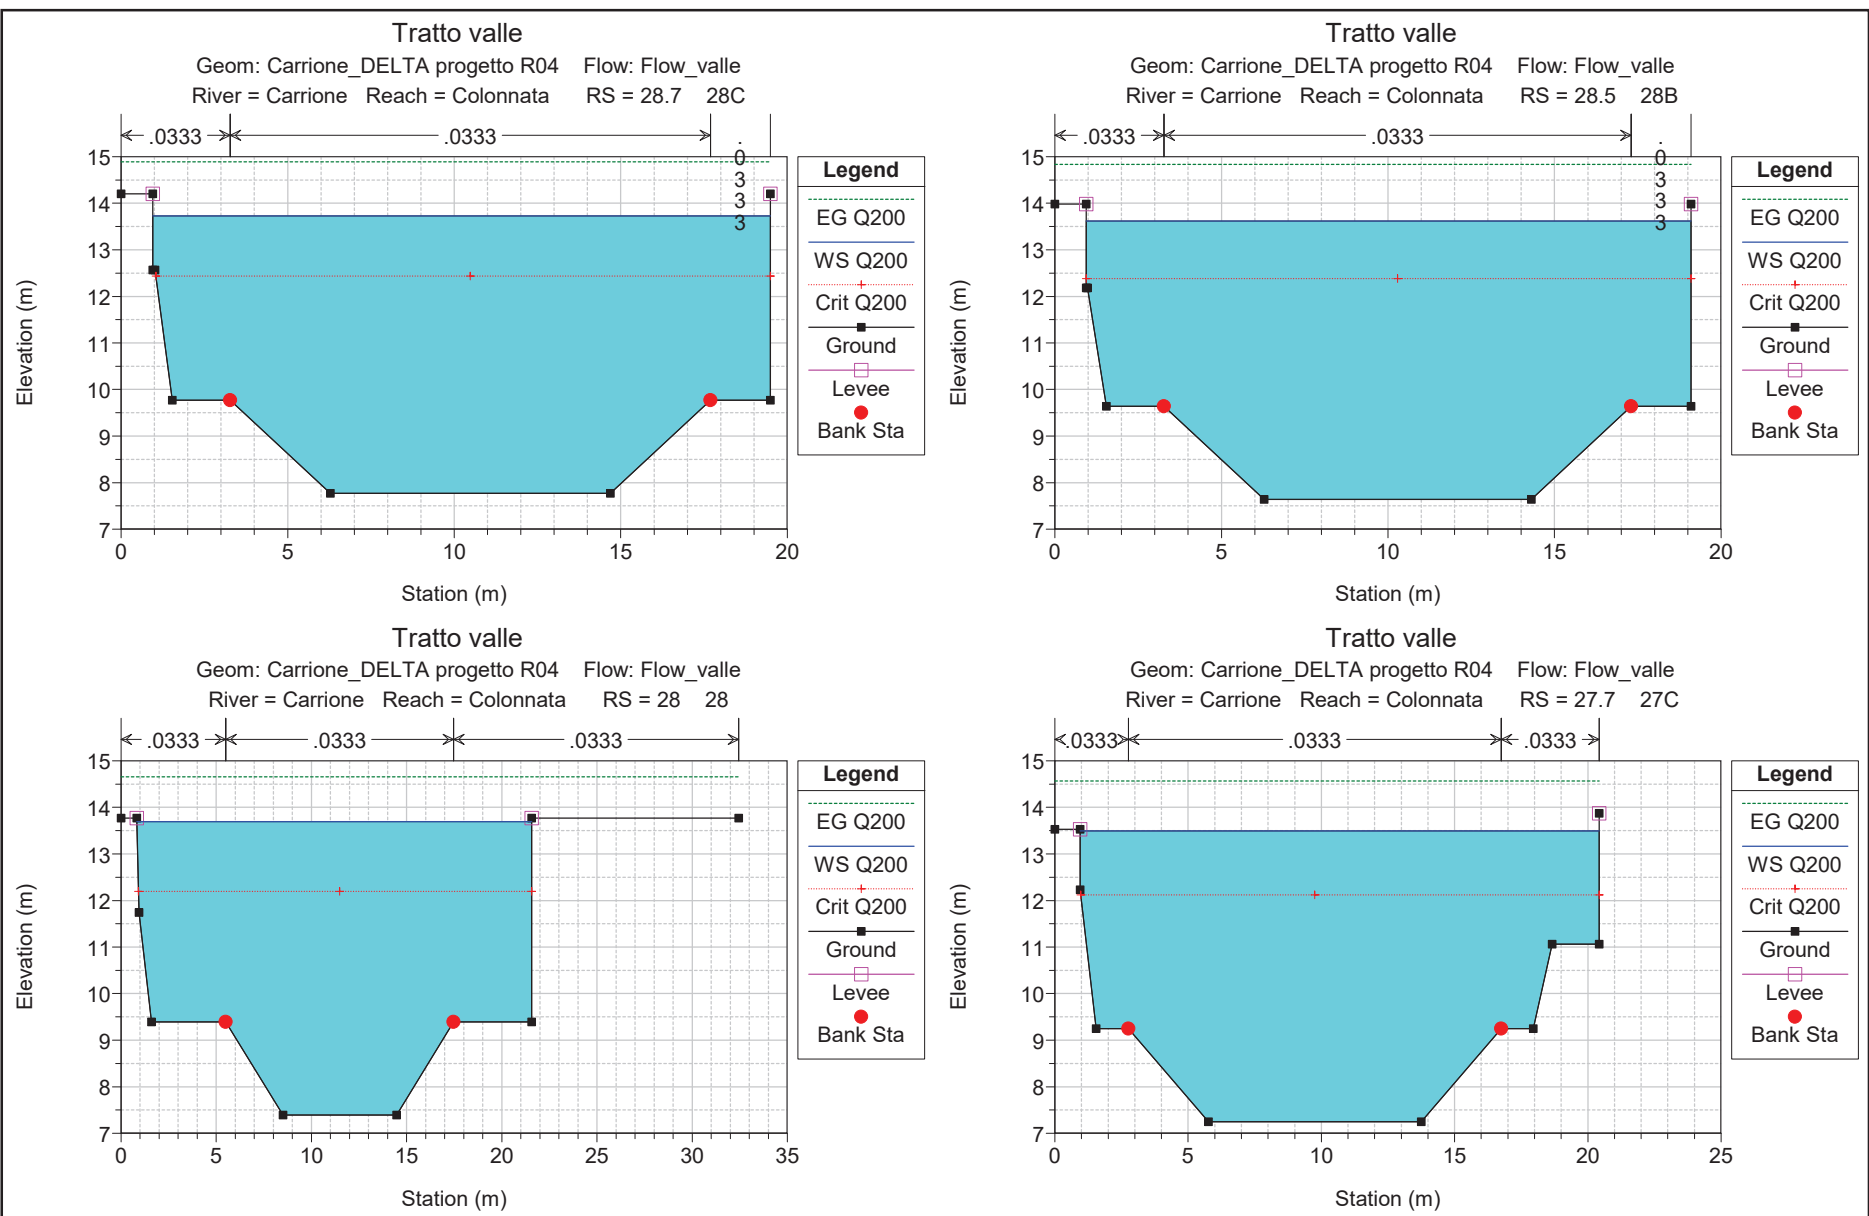 Tratto valle
Geom: Carrione_DELTA progetto R04 Flow: Flow_valle
River = Carrione Reach = Colonnata RS = 28.7 28C
.0333 .0333 .0333
15
14
13
12
11
10
9
8
7
Elevation (m)
0 5 10 15 20
Station (m)
Legend
EG Q200
WS Q200
Crit Q200
Ground
Levee
Bank Sta
Tratto valle
Geom: Carrione_DELTA progetto R04 Flow: Flow_valle
River = Carrione Reach = Colonnata RS = 28.5 28B
.0333 .0333 .0333
15
14
13
12
11
10
9
8
7
Elevation (m)
0 5 10 15 20
Station (m)
Legend
EG Q200
WS Q200
Crit Q200
Ground
Levee
Bank Sta
Tratto valle
Geom: Carrione_DELTA progetto R04 Flow: Flow_valle
River = Carrione Reach = Colonnata RS = 28 28
.0333 .0333 .0333
15
14
13
12
11
10
9
8
7
Elevation (m)
0 5 10 15 20 25 30 35
Station (m)
Legend
EG Q200
WS Q200
Crit Q200
Ground
Levee
Bank Sta
Tratto valle
Geom: Carrione_DELTA progetto R04 Flow: Flow_valle
River = Carrione Reach = Colonnata RS = 27.7 27C
.0333 .0333 .0333
15
14
13
12
11
10
9
8
7
Elevation (m)
0 5 10 15 20 25
Station (m)
Legend
EG Q200
WS Q200
Crit Q200
Ground
Levee
Bank Sta